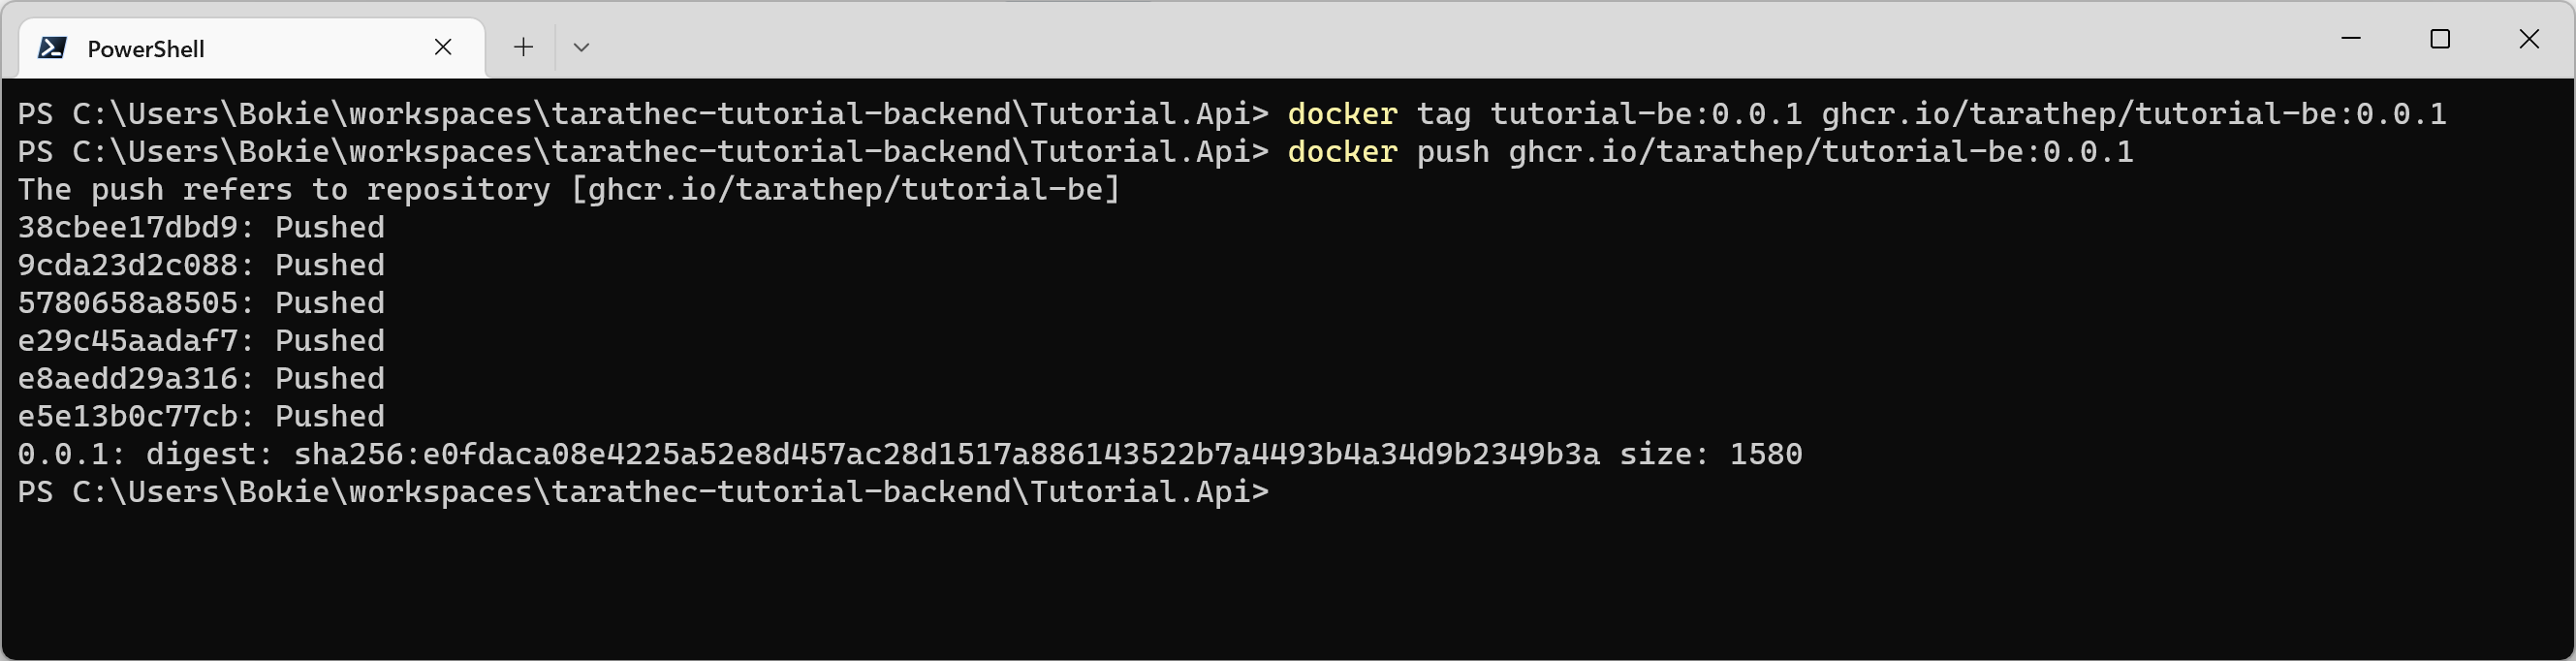 PowerShell
PS C:\Users\Bokie\workspaces\tarathec-tutorial-backend\Tutorial.Api> docker tag tutorial-be:0.0.1 ghcr.io/tarathep/tutorial-be:0.0.1
PS C:\Users\Bokie\workspaces\tarathec-tutorial-backend\Tutorial.Api> docker push ghcr.io/tarathep/tutorial-be:0.0.1
The push refers to repository [ghcr.io/tarathep/tutorial-be]
38cbee17dbd9: Pushed
9cda23d2c088: Pushed
5780658a8505: Pushed
e29c45aadaf7: Pushed
e8aedd29a316: Pushed
e5e13b0c77cb: Pushed
0.0.1: digest: sha256:e0fdaca08e4225a52e8d457ac28d1517a886143522b7a4493b4a34d9b2349b3a size: 1580
PS C:\Users\Bokie\workspaces\tarathec-tutorial-backend\Tutorial.Api>